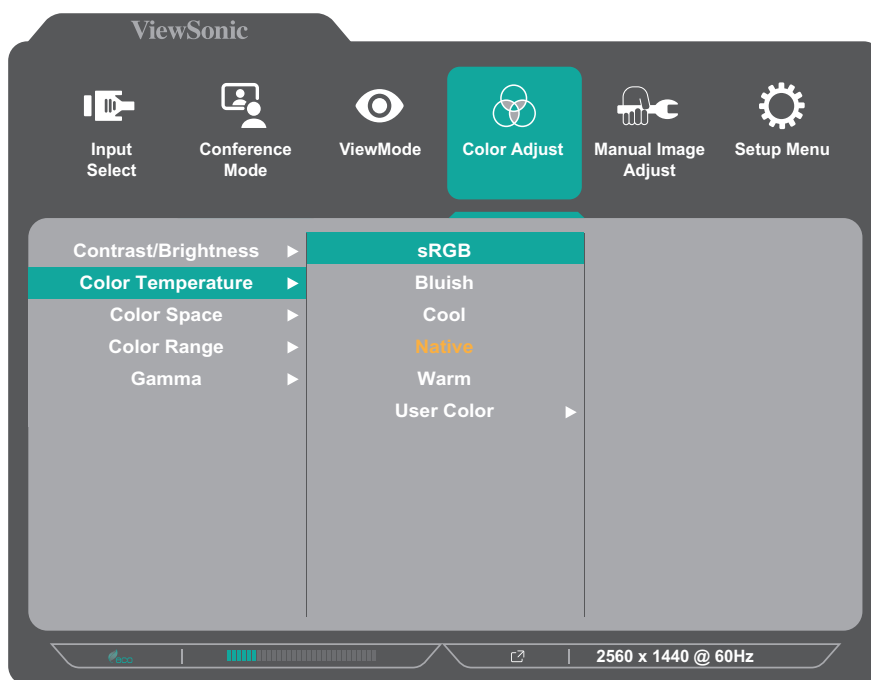 ViewSonic
Input
Select
Conference
Mode
ViewMode
Color Adjust
Manual Image
Adjust
Setup Menu
Contrast/Brightness
Color Temperature
Color Space
Color Range
Gamma
sRGB
Bluish
Cool
Native
Warm
User Color
ECO
2560 x 1440 @ 60Hz